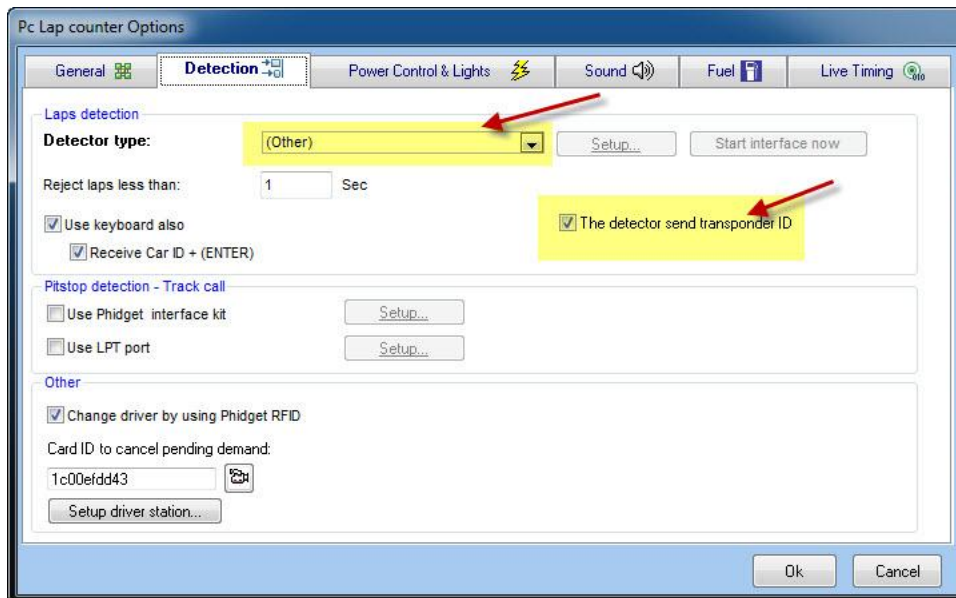 Pc Lap counter Options
General Detection Power Control & Lights Sound Fuel Live Timing
Laps detection
Detector type: (Other) Setup... Start interface now
Reject laps less than: 1 Sec
Use keyboard also The detector send transponder ID
Receive Car ID + (ENTER)
Pitstop detection - Track call
Use Phidget interface kit Setup...
Use LPT port Setup...
Other
Change driver by using Phidget RFID
Card ID to cancel pending demand:
1c00efdd43
Setup driver station...
Ok Cancel